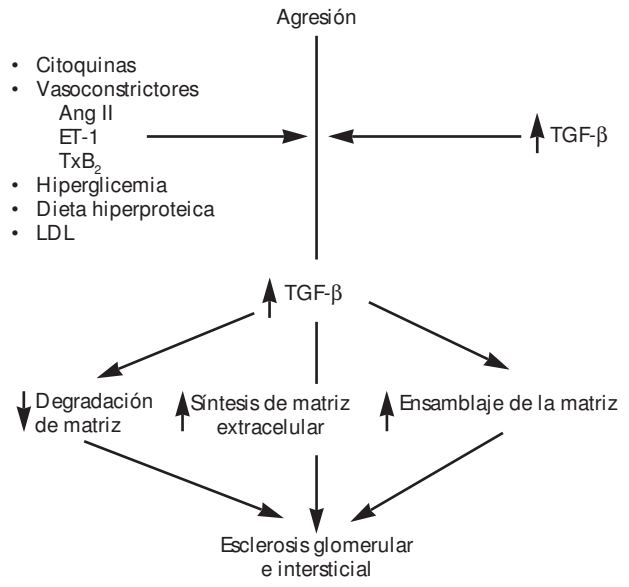 Agresión
• Citoquinas
• Vasoconstrictores
Ang II
ET-1
TxB₂
• Hiperglicemia
• Dieta hiperproteica
• LDL
TGF-β
TGF-β
Degradación
de matriz
Síntesis de matriz
extracelular
Ensamblaje de la matriz
Esclerosis glomerular
e intersticial